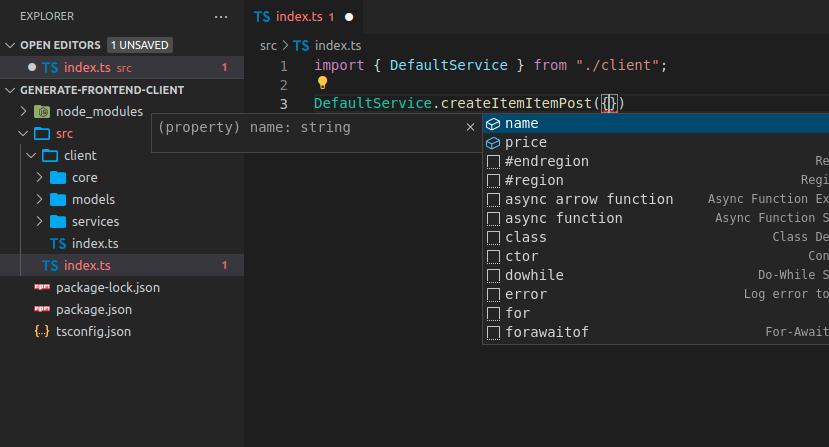 EXPLORER
OPEN EDITORS 1 UNSAVED
TS index.ts src 1
GENERATE-FRONTEND-CLIENT
node_modules
src
client
core
models
services
TS index.ts
TS index.ts 1
package-lock.json
package.json
tsconfig.json
TS index.ts 1
src > TS index.ts
1 import { DefaultService } from "./client";
2
3 DefaultService.createItemItemPost({})
(property) name: string
name
price
#endregion Re
#region Regi
async arrow function Async Function Ex
async function Async Function S
class Class De
ctor Con
dowhile Do-While S
error Log error to
for
forawaitof For-Await